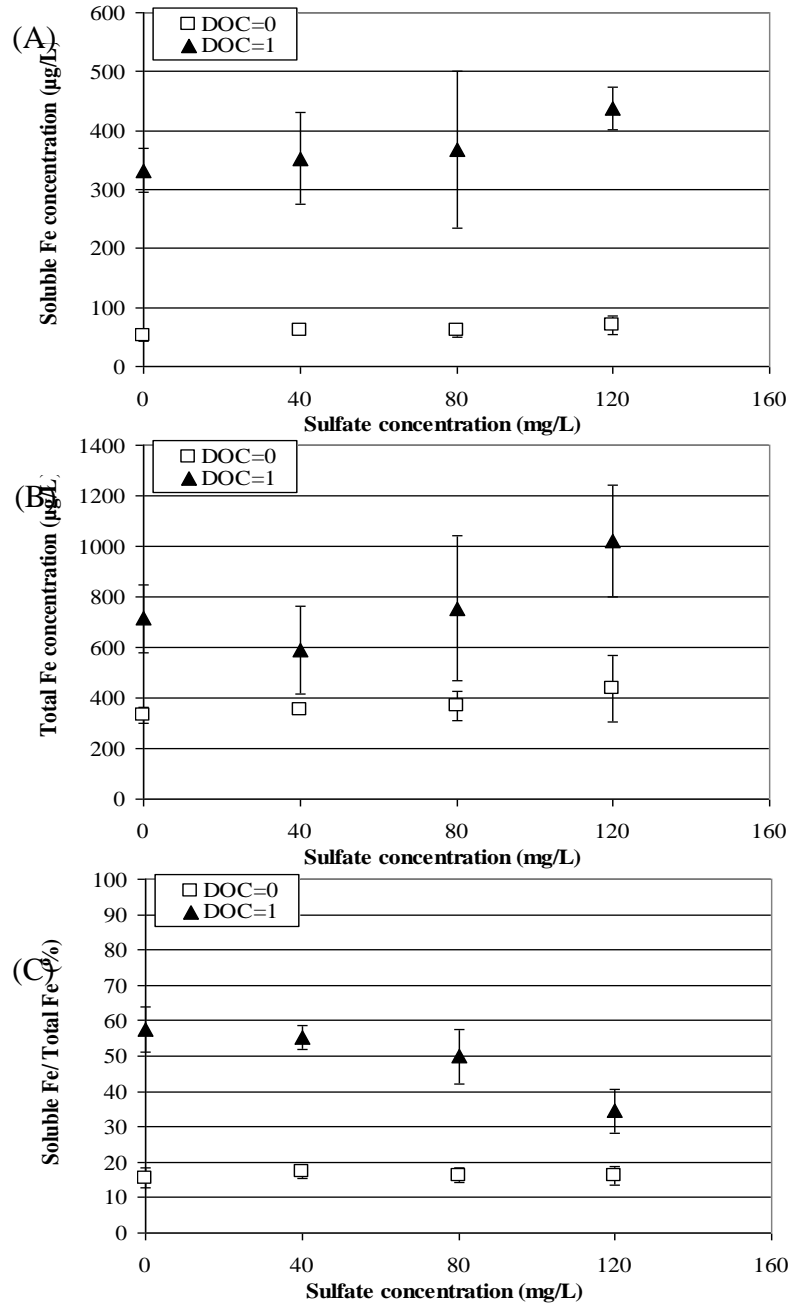 (A)
Soluble Fe concentration (µg/L)
DOC=0
DOC=1
600
500
400
300
200
100
0
0 40 80 120 160
Sulfate concentration (mg/L)
(B)
Total Fe concentration (µg/L)
DOC=0
DOC=1
1400
1200
1000
800
600
400
200
0
0 40 80 120 160
Sulfate concentration (mg/L)
(C)
Soluble Fe/ Total Fe (%)
DOC=0
DOC=1
100
90
80
70
60
50
40
30
20
10
0
0 40 80 120 160
Sulfate concentration (mg/L)